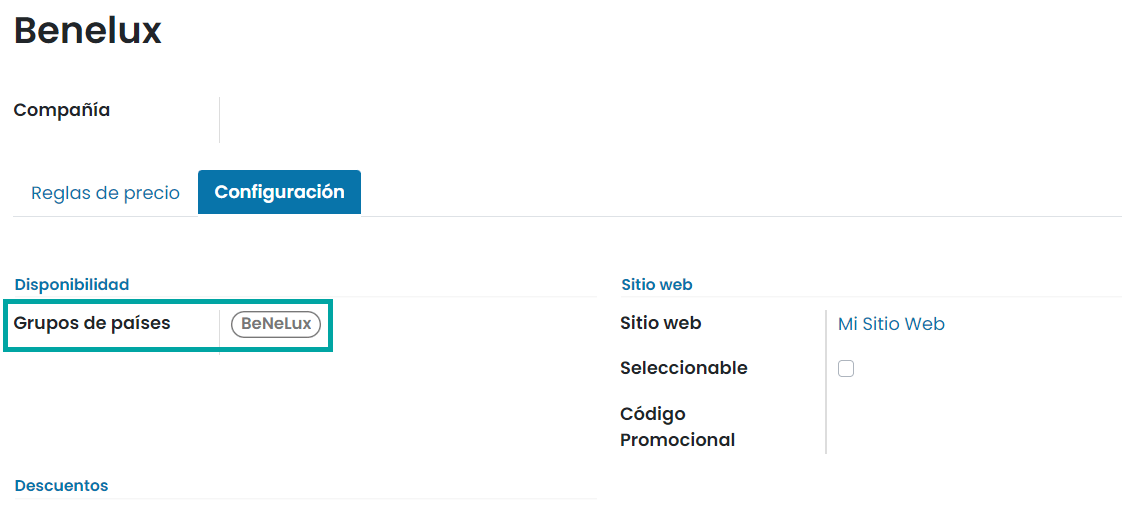 Benelux
Compañía
Reglas de precio
Configuración
Disponibilidad
Grupos de países
BeNeLux
Sitio web
Sitio web
Mi Sitio Web
Seleccionable
Código
Promocional
Descuentos